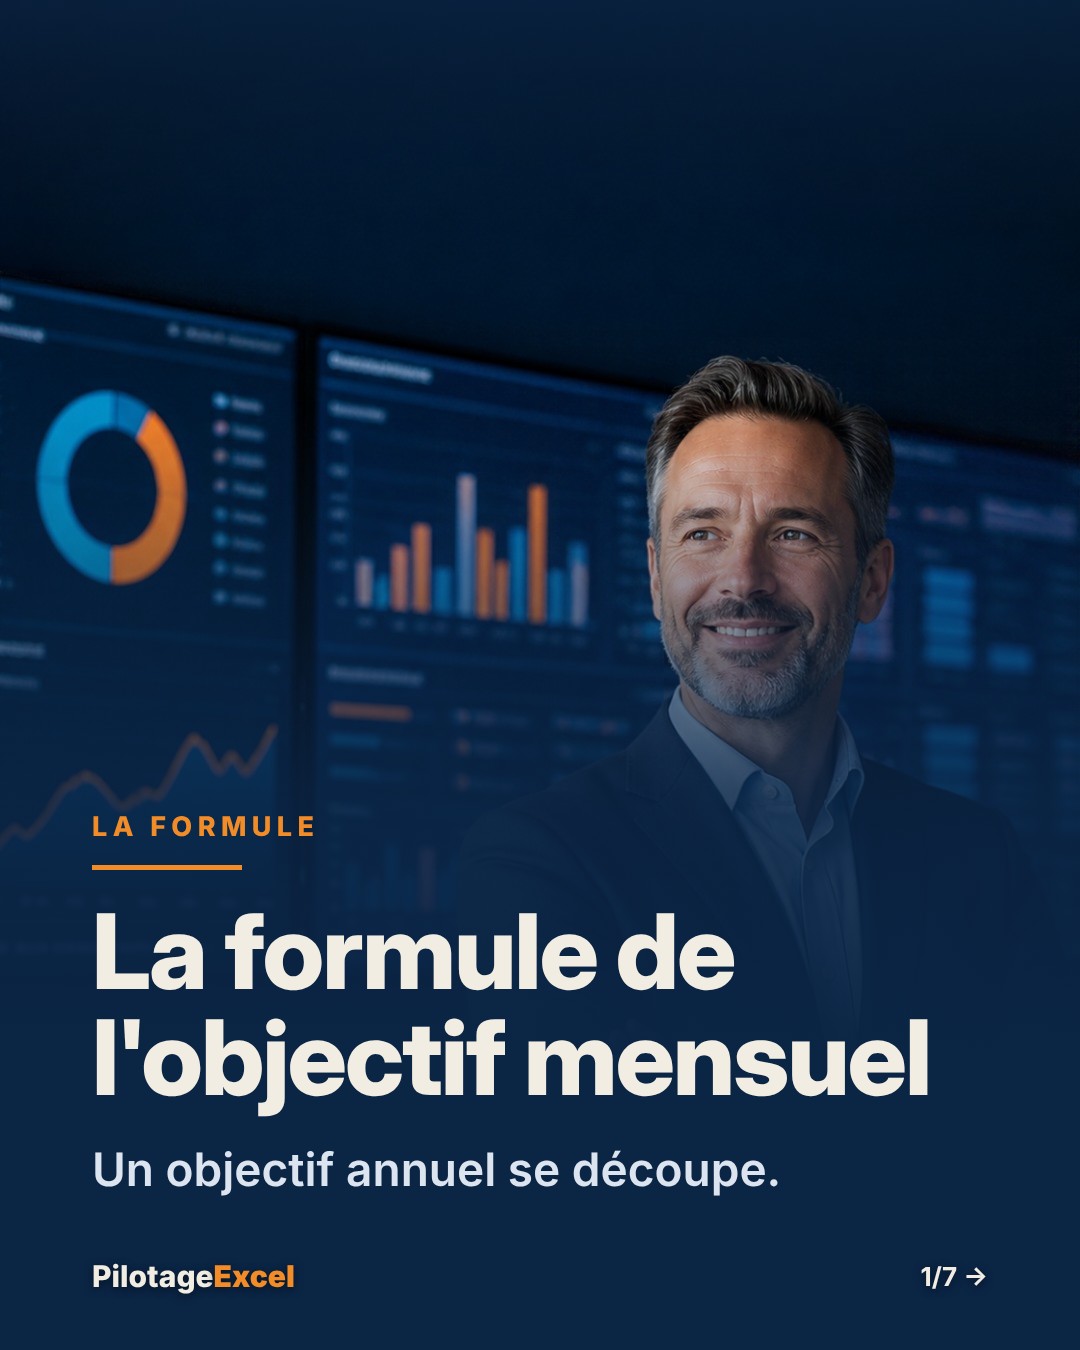 LA FORMULE
La formule de
l'objectif mensuel
Un objectif annuel se découpe.
PilotageExcel
1/7 →